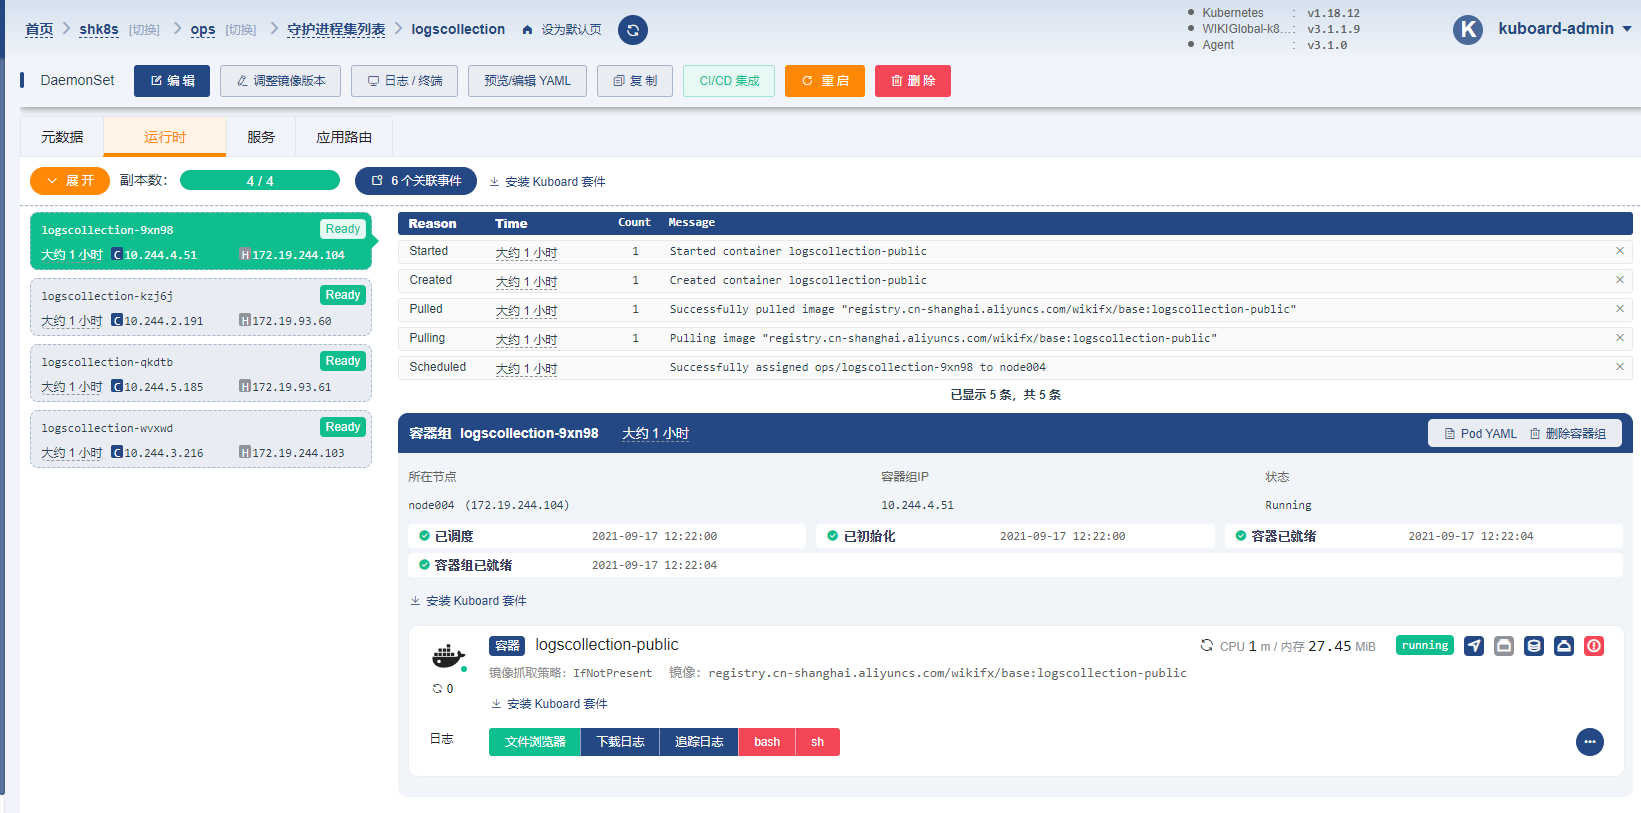 首页 shk8s [切换] ops [切换] 守护进程集列表 logscollection 设为默认页
Kubernetes : v1.18.12
WIKIGlobal-k8...: v3.1.1.9
Agent : v3.1.0
K kuboard-admin
DaemonSet 编 辑 调整镜像版本 日志 / 终端 预览/编辑 YAML 复 制 CI/CD 集成 重 启 删 除
元数据 运行时 服务 应用路由
展 开 副本数: 4 / 4 6 个关联事件 安装 Kuboard 套件
logscollection-9xn98 Ready
大约 1 小时 C 10.244.4.51 H 172.19.244.104
logscollection-kzj6j Ready
大约 1 小时 C 10.244.2.191 H 172.19.93.60
logscollection-qkdtb Ready
大约 1 小时 C 10.244.5.185 H 172.19.93.61
logscollection-wvxwd Ready
大约 1 小时 C 10.244.3.216 H 172.19.244.103
Reason Time Count Message
Started 大约 1 小时 1 Started container logscollection-public
Created 大约 1 小时 1 Created container logscollection-public
Pulled 大约 1 小时 1 Successfully pulled image "registry.cn-shanghai.aliyuncs.com/wikifx/base:logscollection-public"
Pulling 大约 1 小时 1 Pulling image "registry.cn-shanghai.aliyuncs.com/wikifx/base:logscollection-public"
Scheduled 大约 1 小时 Successfully assigned ops/logscollection-9xn98 to node004
已显示 5 条，共 5 条
容器组 logscollection-9xn98 大约 1 小时 Pod YAML 删除容器组
所在节点 容器组IP 状态
node004 (172.19.244.104) 10.244.4.51 Running
已调度 2021-09-17 12:22:00 已初始化 2021-09-17 12:22:00 容器已就绪 2021-09-17 12:22:04
容器组已就绪 2021-09-17 12:22:04
安装 Kuboard 套件
容器 logscollection-public CPU 1 m / 内存 27.45 MiB running
镜像抓取策略: IfNotPresent 镜像: registry.cn-shanghai.aliyuncs.com/wikifx/base:logscollection-public
0
安装 Kuboard 套件
日志 文件浏览器 下载日志 追踪日志 bash sh